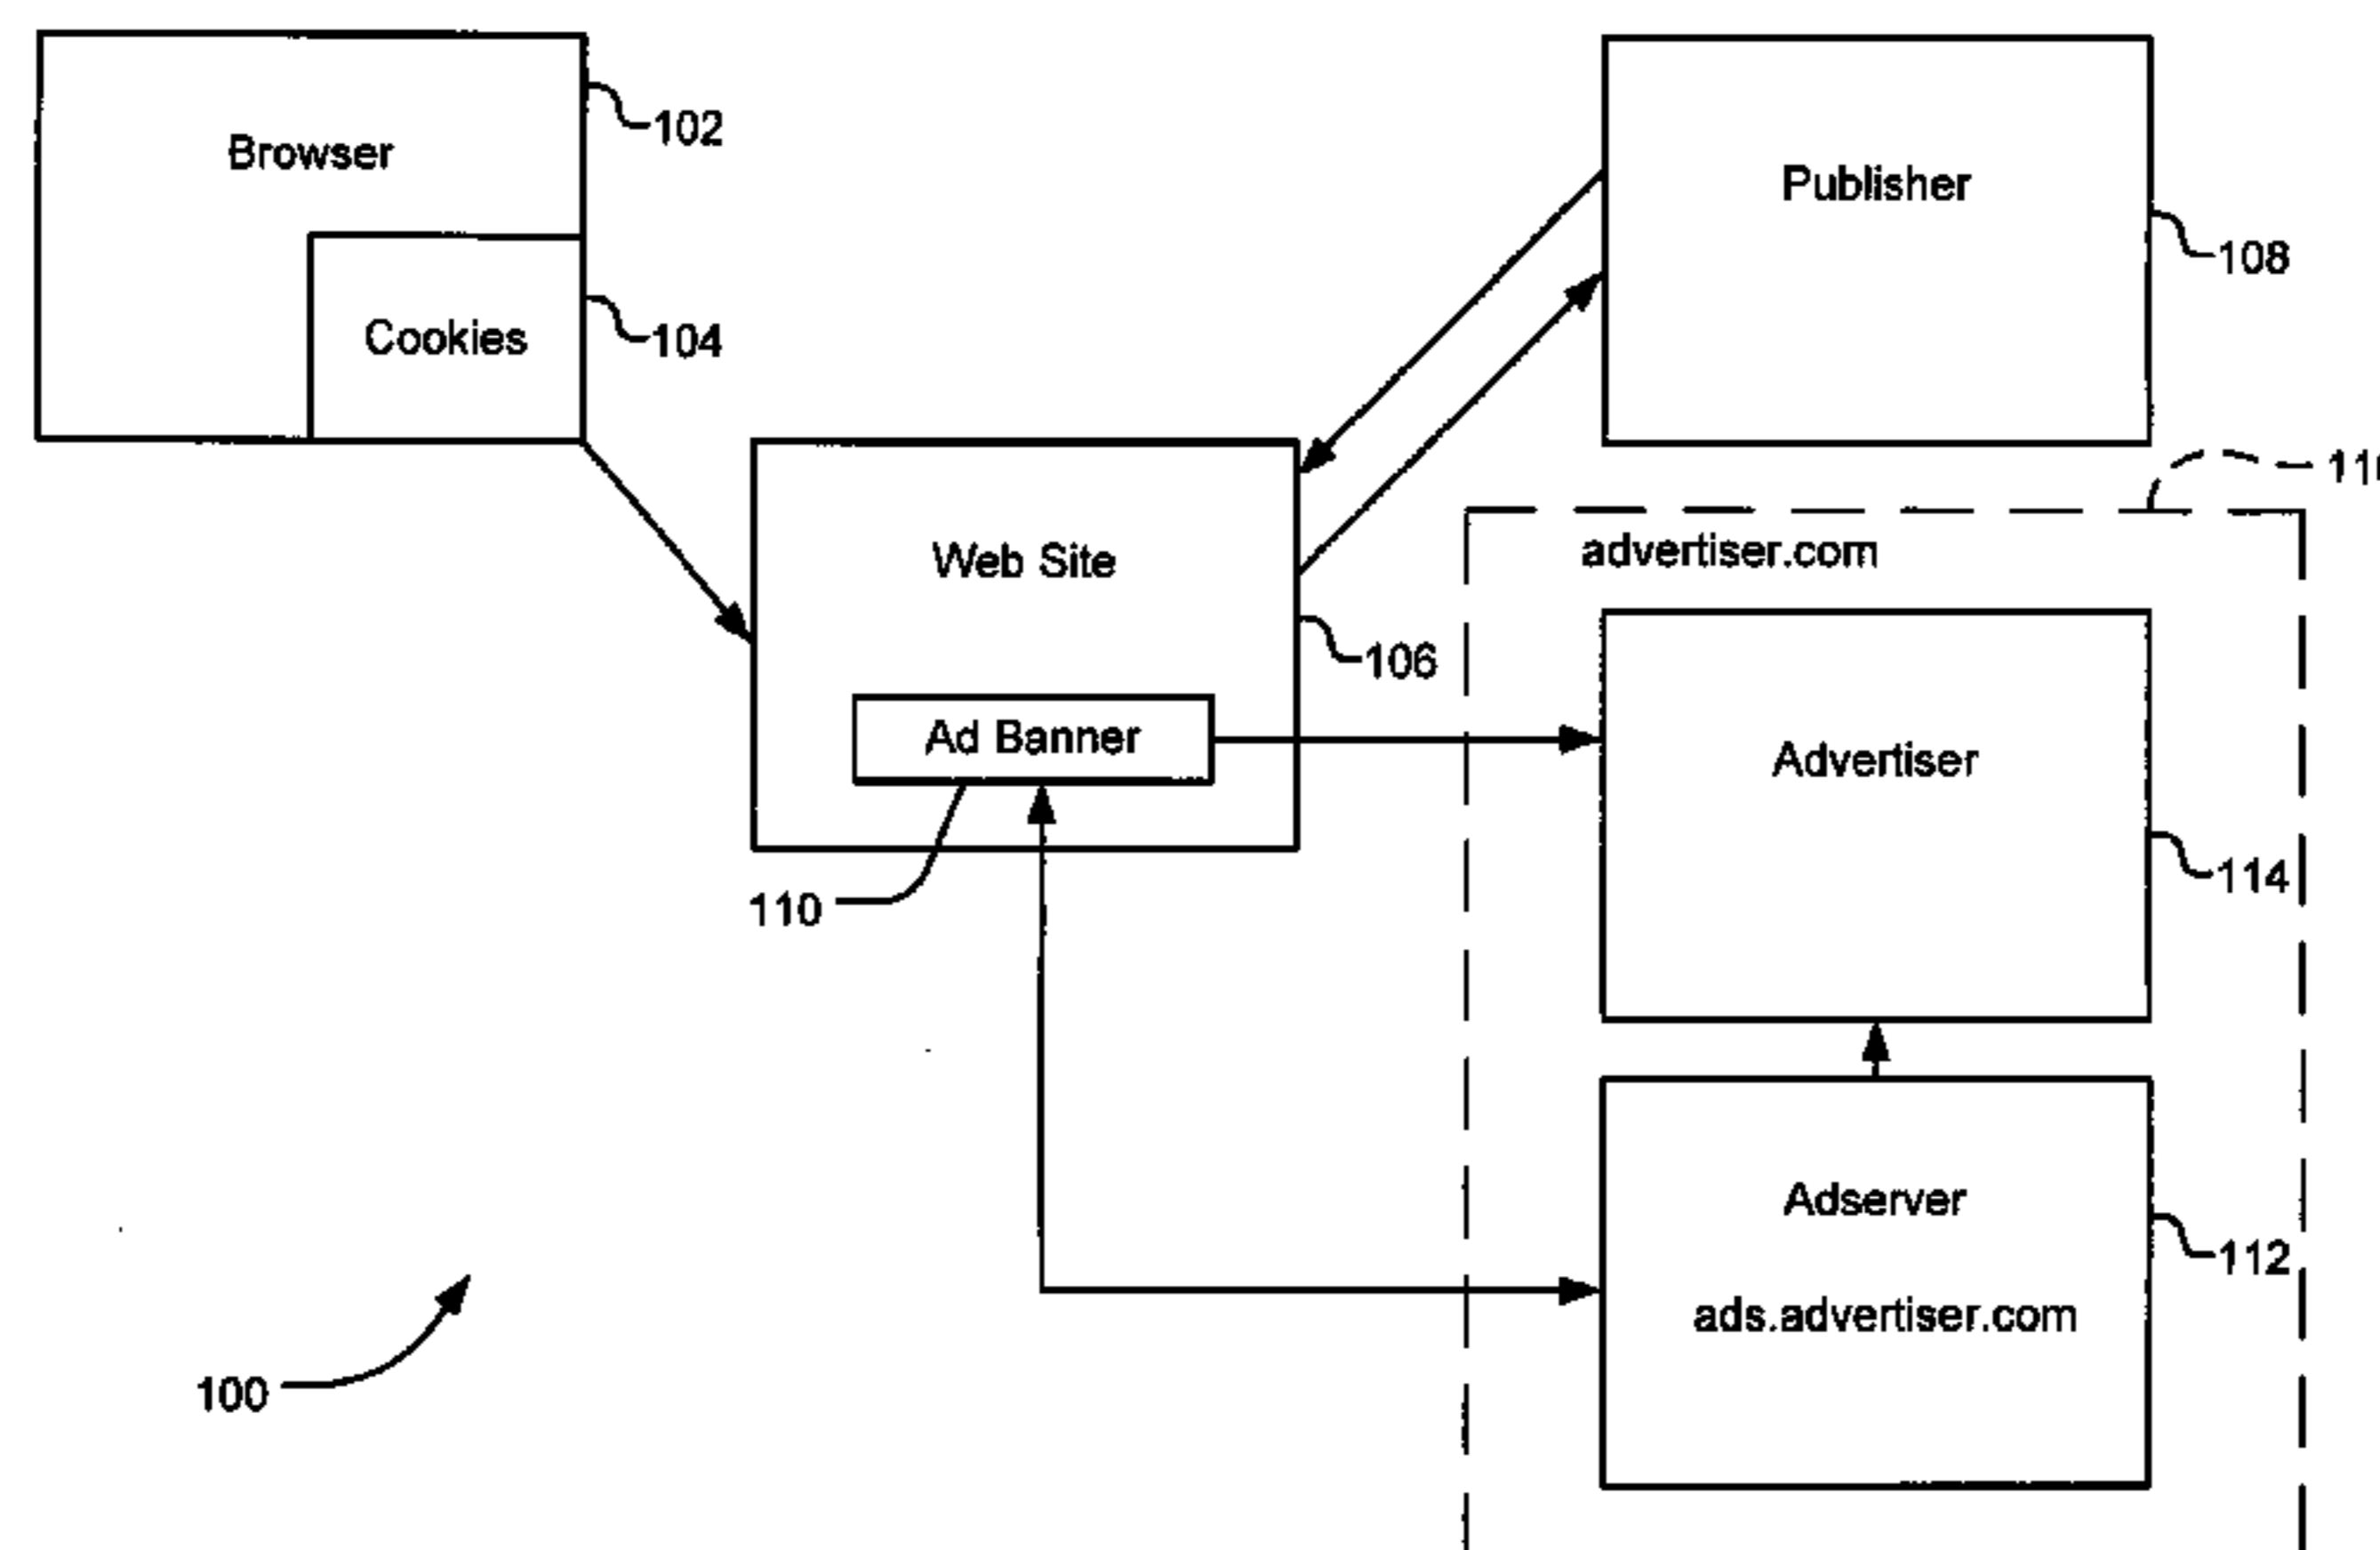 Browser
102
Cookies
104
Publisher
108
Web Site
106
Ad Banner
110
advertiser.com
Advertiser
114
Adserver
ads.advertiser.com
112
100